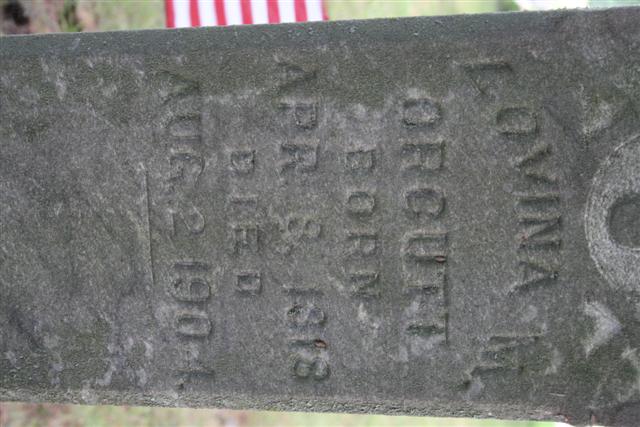 LOVINA M
ORCUTT
BORN
APR. 8, 1818
DIED
AUG. 2 1904